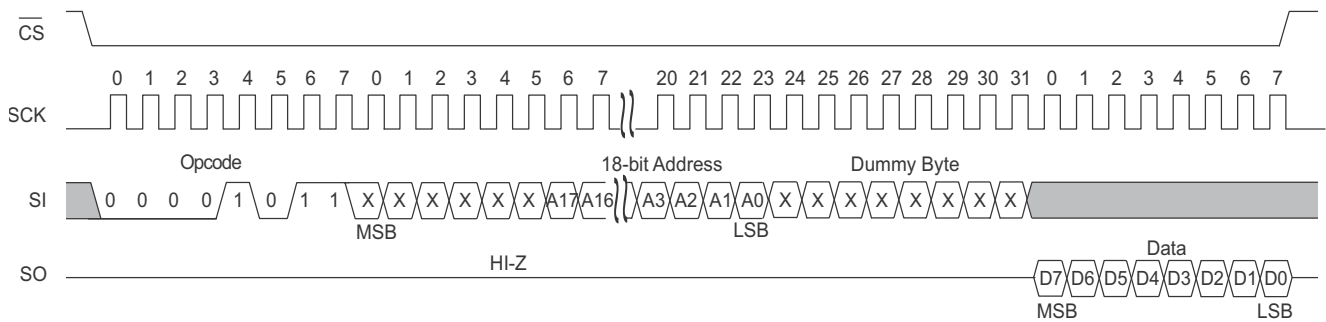 CS
0 1 2 3 4 5 6 7 0 1 2 3 4 5 6 7 20 21 22 23 24 25 26 27 28 29 30 31 0 1 2 3 4 5 6 7
SCK
Opcode 18-bit Address Dummy Byte
SI 0 0 0 0 1 0 1 1 X X X X X X A17 A16 A3 A2 A1 A0 X X X X X X X X
MSB LSB
HI-Z Data
SO D7 D6 D5 D4 D3 D2 D1 D0
MSB LSB